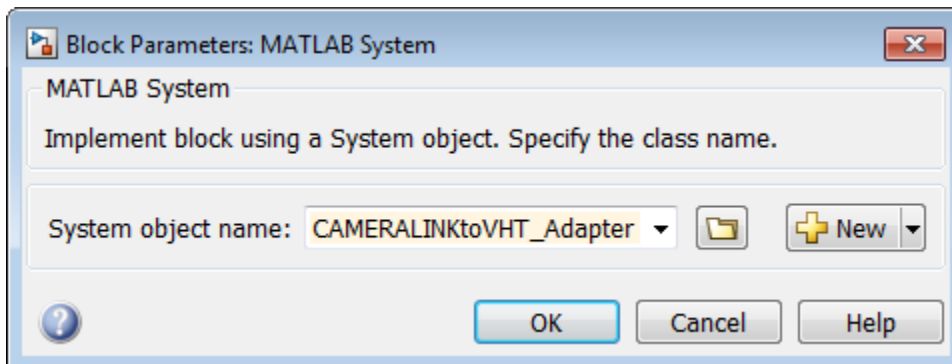 Block Parameters: MATLAB System
MATLAB System
Implement block using a System object. Specify the class name.
System object name: CAMERALINKtoVHT_Adapter New
? OK Cancel Help